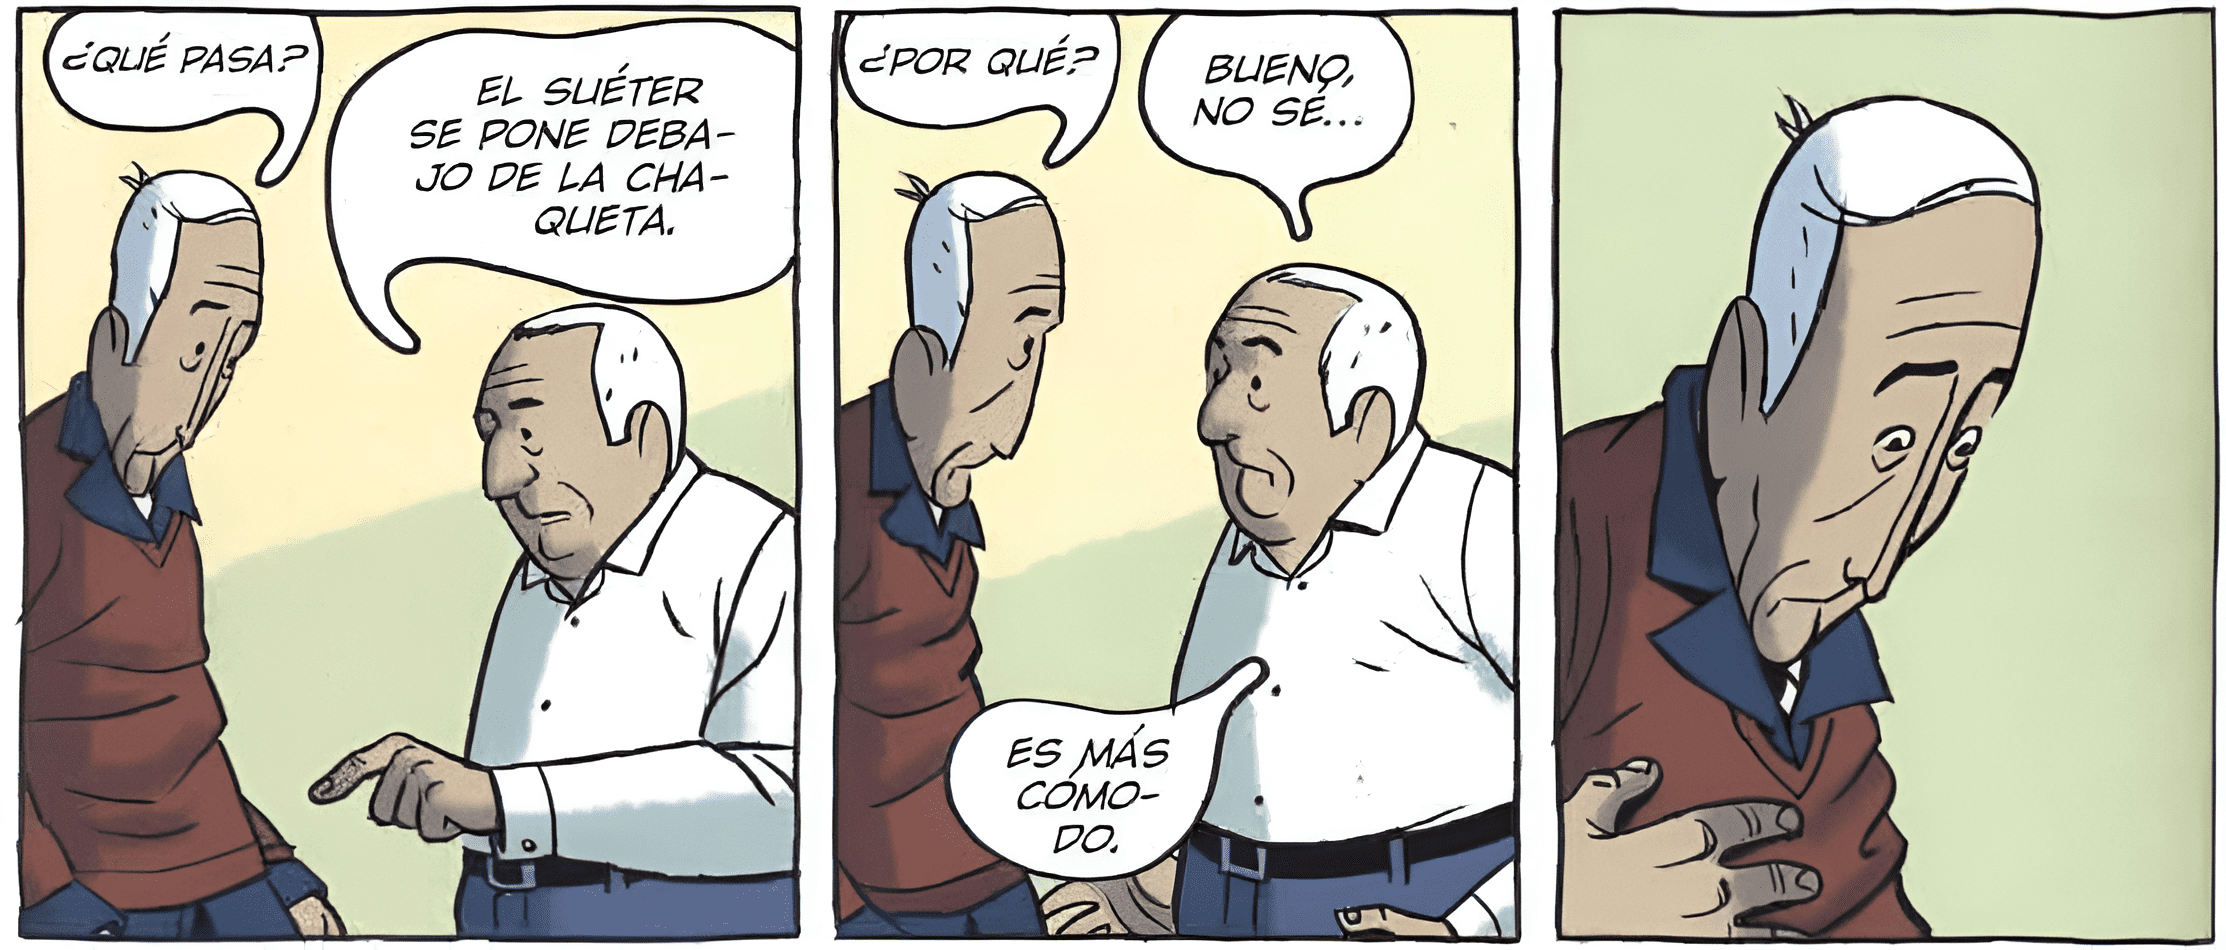 ¿QUÉ PASA?
EL SUÉTER
SE PONE DEBA-
JO DE LA CHA-
QUETA.
¿POR QUÉ?
BUENO,
NO SÉ...
ES MÁS
CÓMO-
DO.